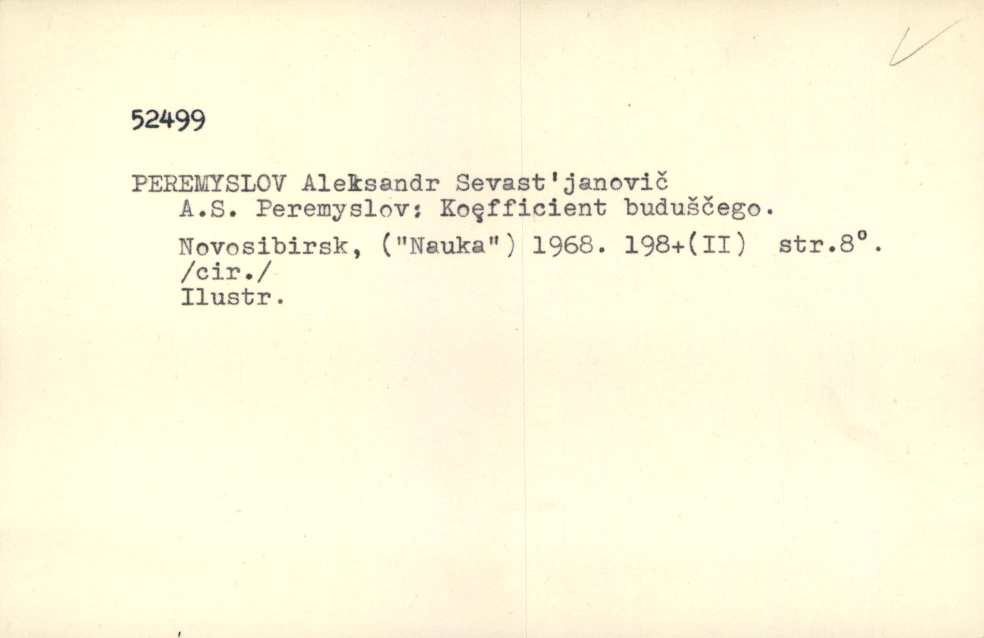 52499
PEREMYSLOV Aleksandr Sevast'janovič
A.S. Peremyslov: Koefficient buduščego.
Novosibirsk, ("Nauka") 1968. 198+(II) str.8°.
/cir./
Ilustr.